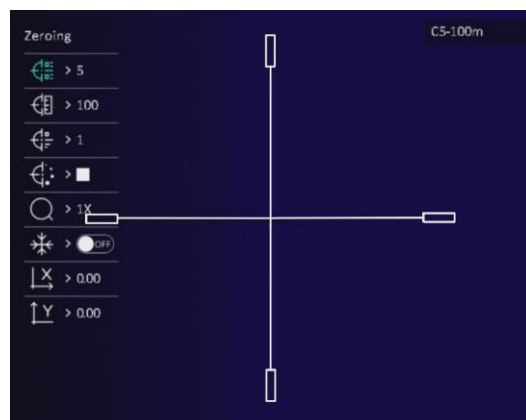 Zeroing
C5-100m
> 5
> 100
> 1
>
> 1X
> OFF
X > 0.00
Y > 0.00